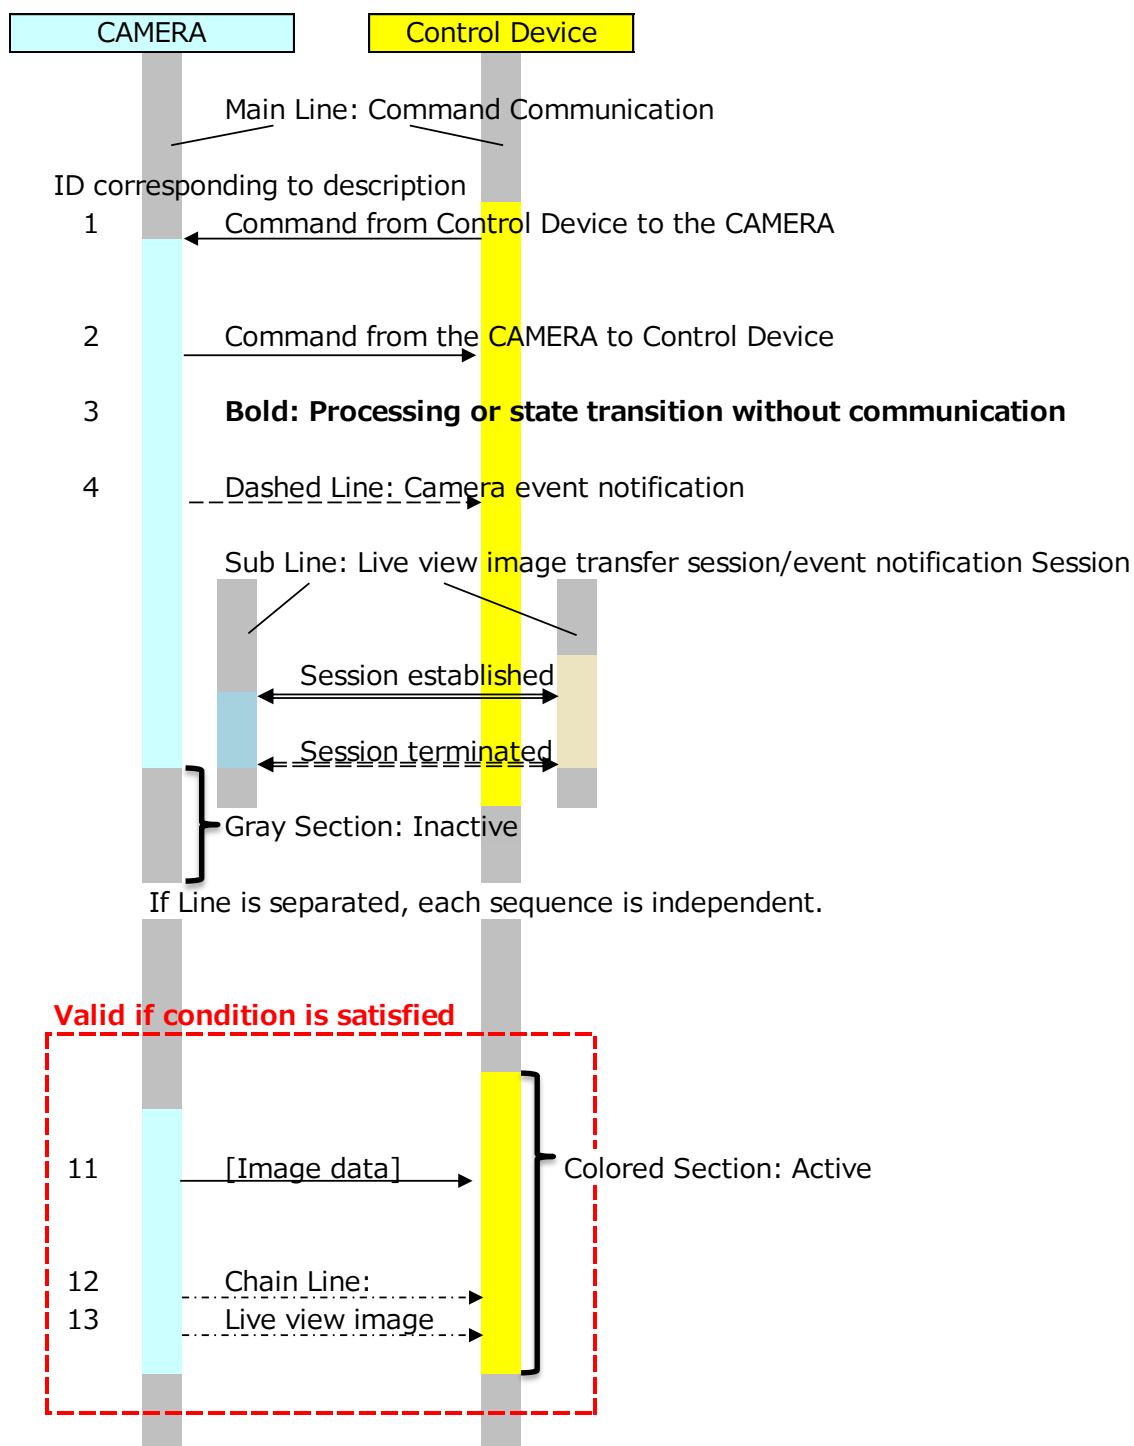 CAMERA
Control Device
Main Line: Command Communication
ID corresponding to description
1
Command from Control Device to the CAMERA
2
Command from the CAMERA to Control Device
3
Bold: Processing or state transition without communication
4
Dashed Line: Camera event notification
Sub Line: Live view image transfer session/event notification Session
Session established
Session terminated
Gray Section: Inactive
If Line is separated, each sequence is independent.
Valid if condition is satisfied
11
[Image data]
Colored Section: Active
12
Chain Line:
13
Live view image